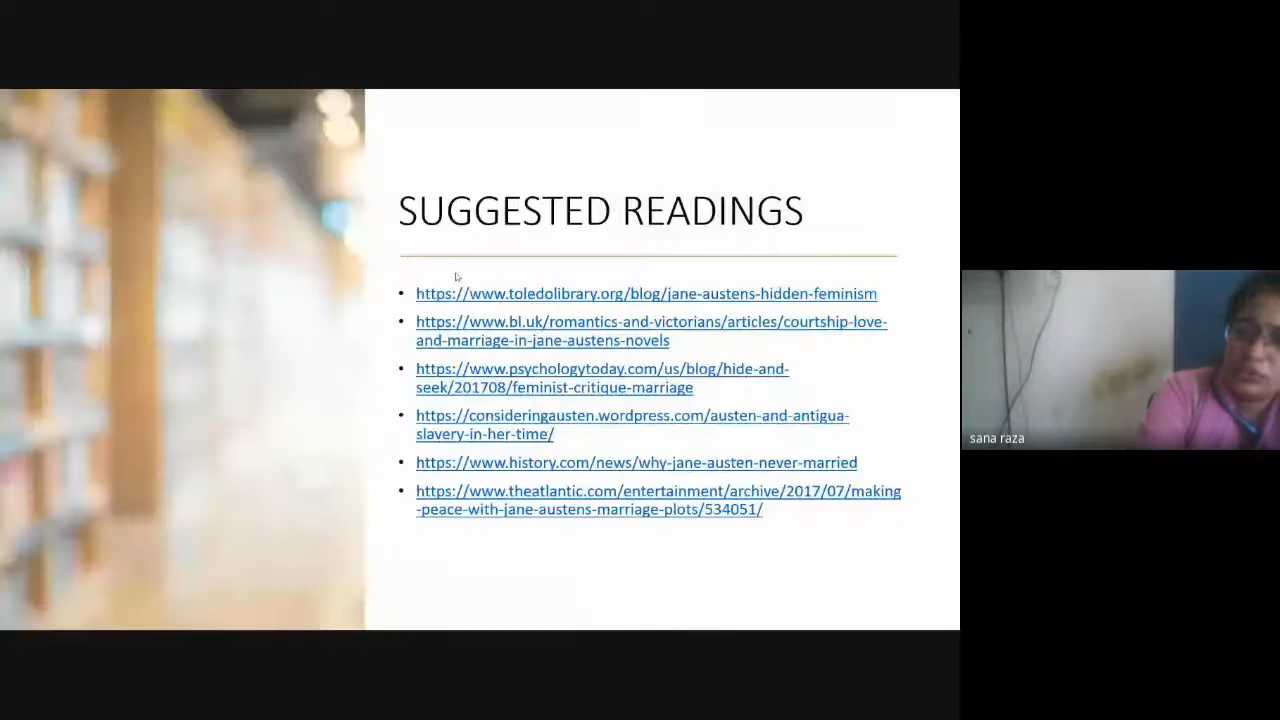 SUGGESTED READINGS
• https://www.toledolibrary.org/blog/jane-austens-hidden-feminism
• https://www.bl.uk/romantics-and-victorians/articles/courtship-love-
and-marriage-in-jane-austens-novels
• https://www.psychologytoday.com/us/blog/hide-and-
seek/201708/feminist-critique-marriage
• https://consideringausten.wordpress.com/austen-and-antigua-
slavery-in-her-time/
• https://www.history.com/news/why-jane-austen-never-married
• https://www.theatlantic.com/entertainment/archive/2017/07/making
-peace-with-jane-austens-marriage-plots/534051/
sana raza